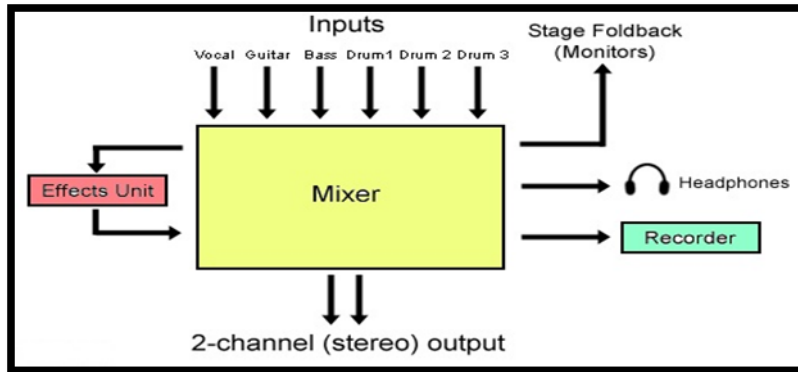 Inputs
Vocal Guitar Bass Drum1 Drum 2 Drum 3
Stage Foldback
(Monitors)
Effects Unit
Mixer
Headphones
Recorder
2-channel (stereo) output